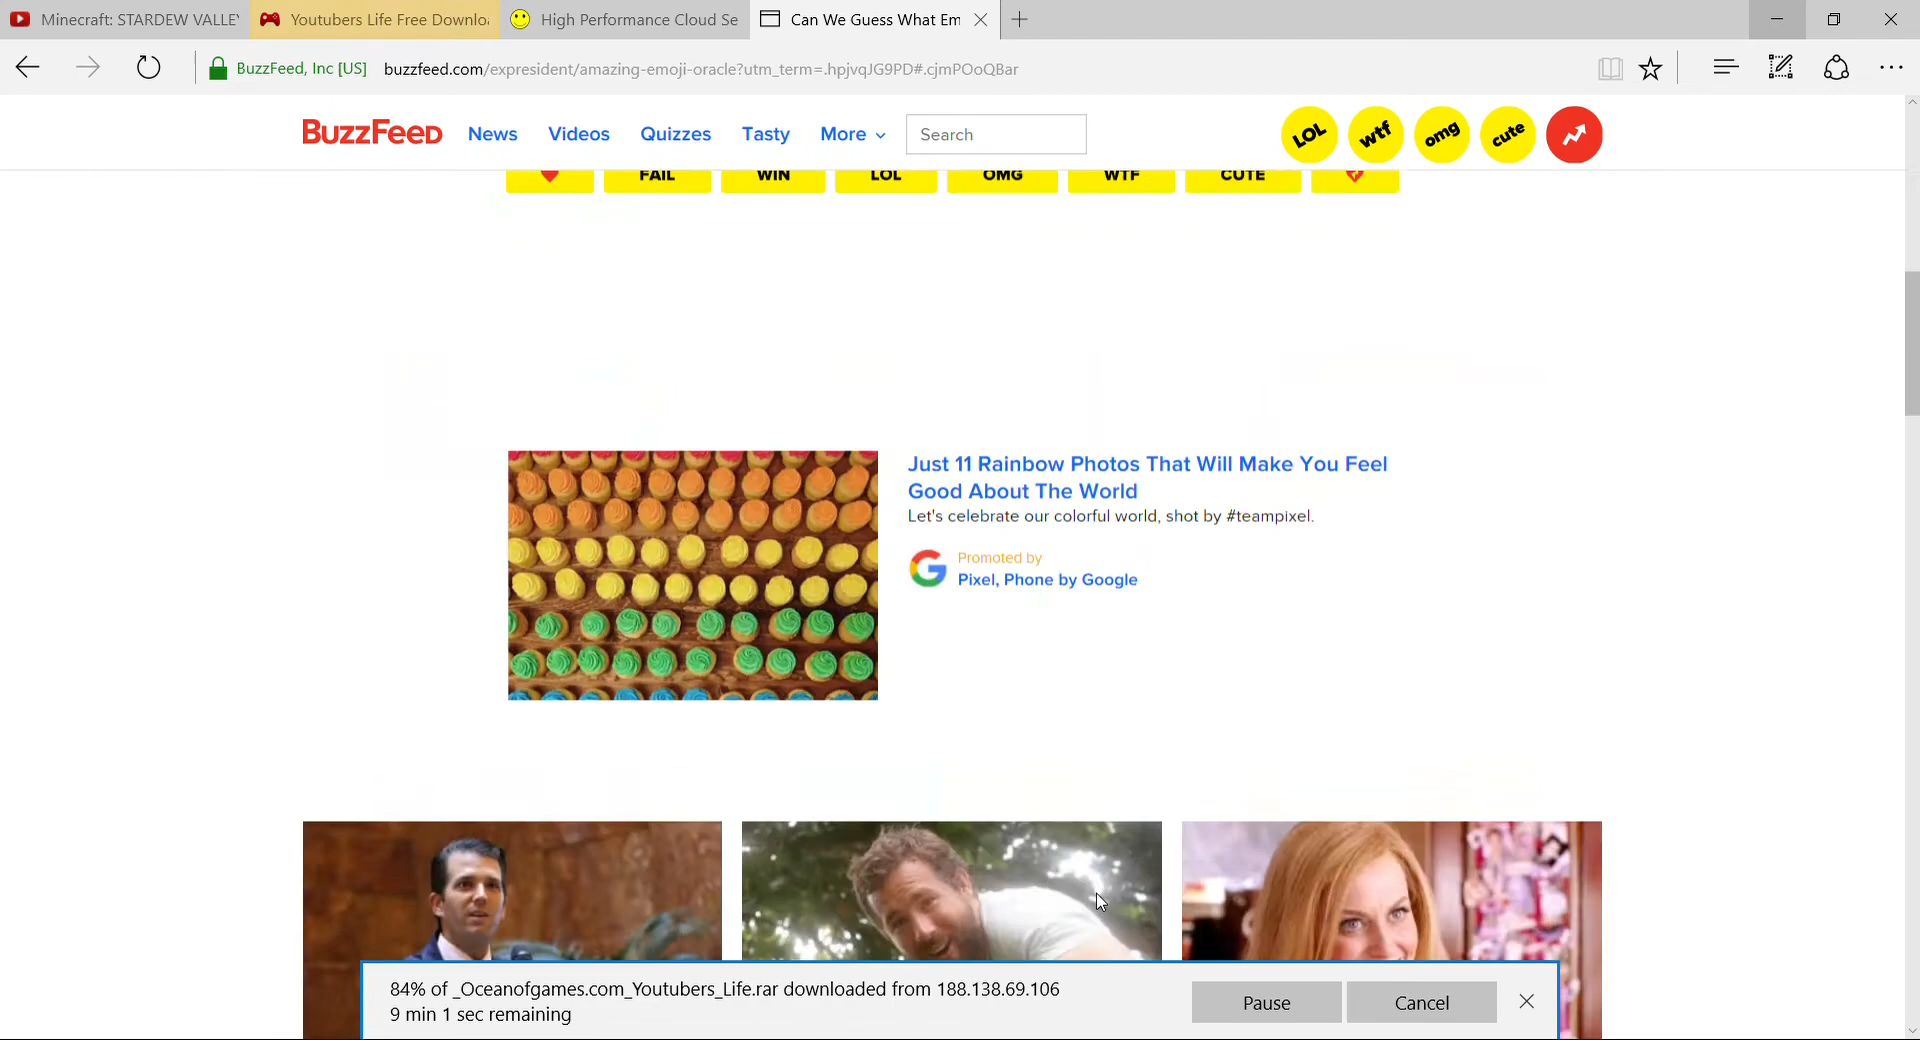 Minecraft: STARDEW VALLEY
Youtubers Life Free Downloa
High Performance Cloud Se
Can We Guess What Em
BuzzFeed, Inc [US] buzzfeed.com/expresident/amazing-emoji-oracle?utm_term=.hpjvqJG9PD#.cjmPOoQBar
BuzzFeed News Videos Quizzes Tasty More Search LOL wtf omg cute
FAIL WIN LOL OMG WTF CUTE
Just 11 Rainbow Photos That Will Make You Feel
Good About The World
Let's celebrate our colorful world, shot by #teampixel.
G Promoted by
Pixel, Phone by Google
84% of _Oceanofgames.com_Youtubers_Life.rar downloaded from 188.138.69.106
9 min 1 sec remaining
Pause Cancel